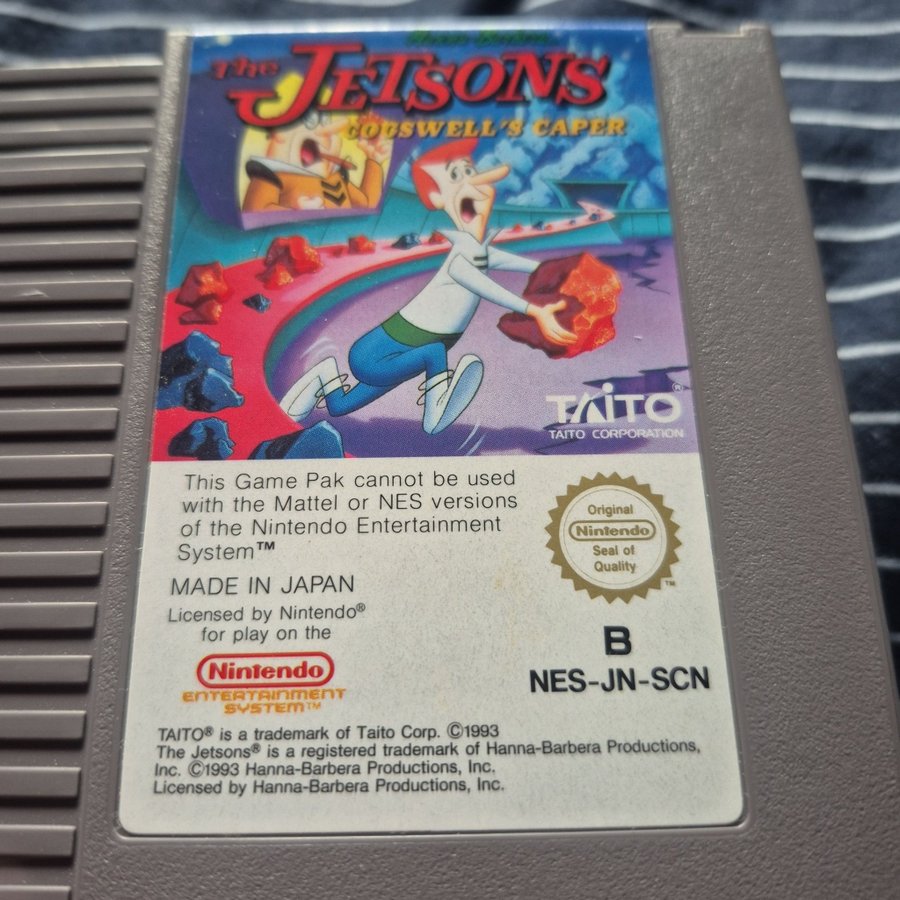 Hanna-Barbera
The JETSONS
COGSWELL'S CAPER
TAITO®
TAITO CORPORATION
This Game Pak cannot be used
with the Mattel or NES versions
of the Nintendo Entertainment
System™
MADE IN JAPAN
Licensed by Nintendo®
for play on the
Nintendo
ENTERTAINMENT
SYSTEM™
Original
Nintendo
Seal of
Quality
™
B
NES-JN-SCN
TAITO® is a trademark of Taito Corp. ©1993
The Jetsons® is a registered trademark of Hanna-Barbera Productions,
Inc. ©1993 Hanna-Barbera Productions, Inc.
Licensed by Hanna-Barbera Productions, Inc.